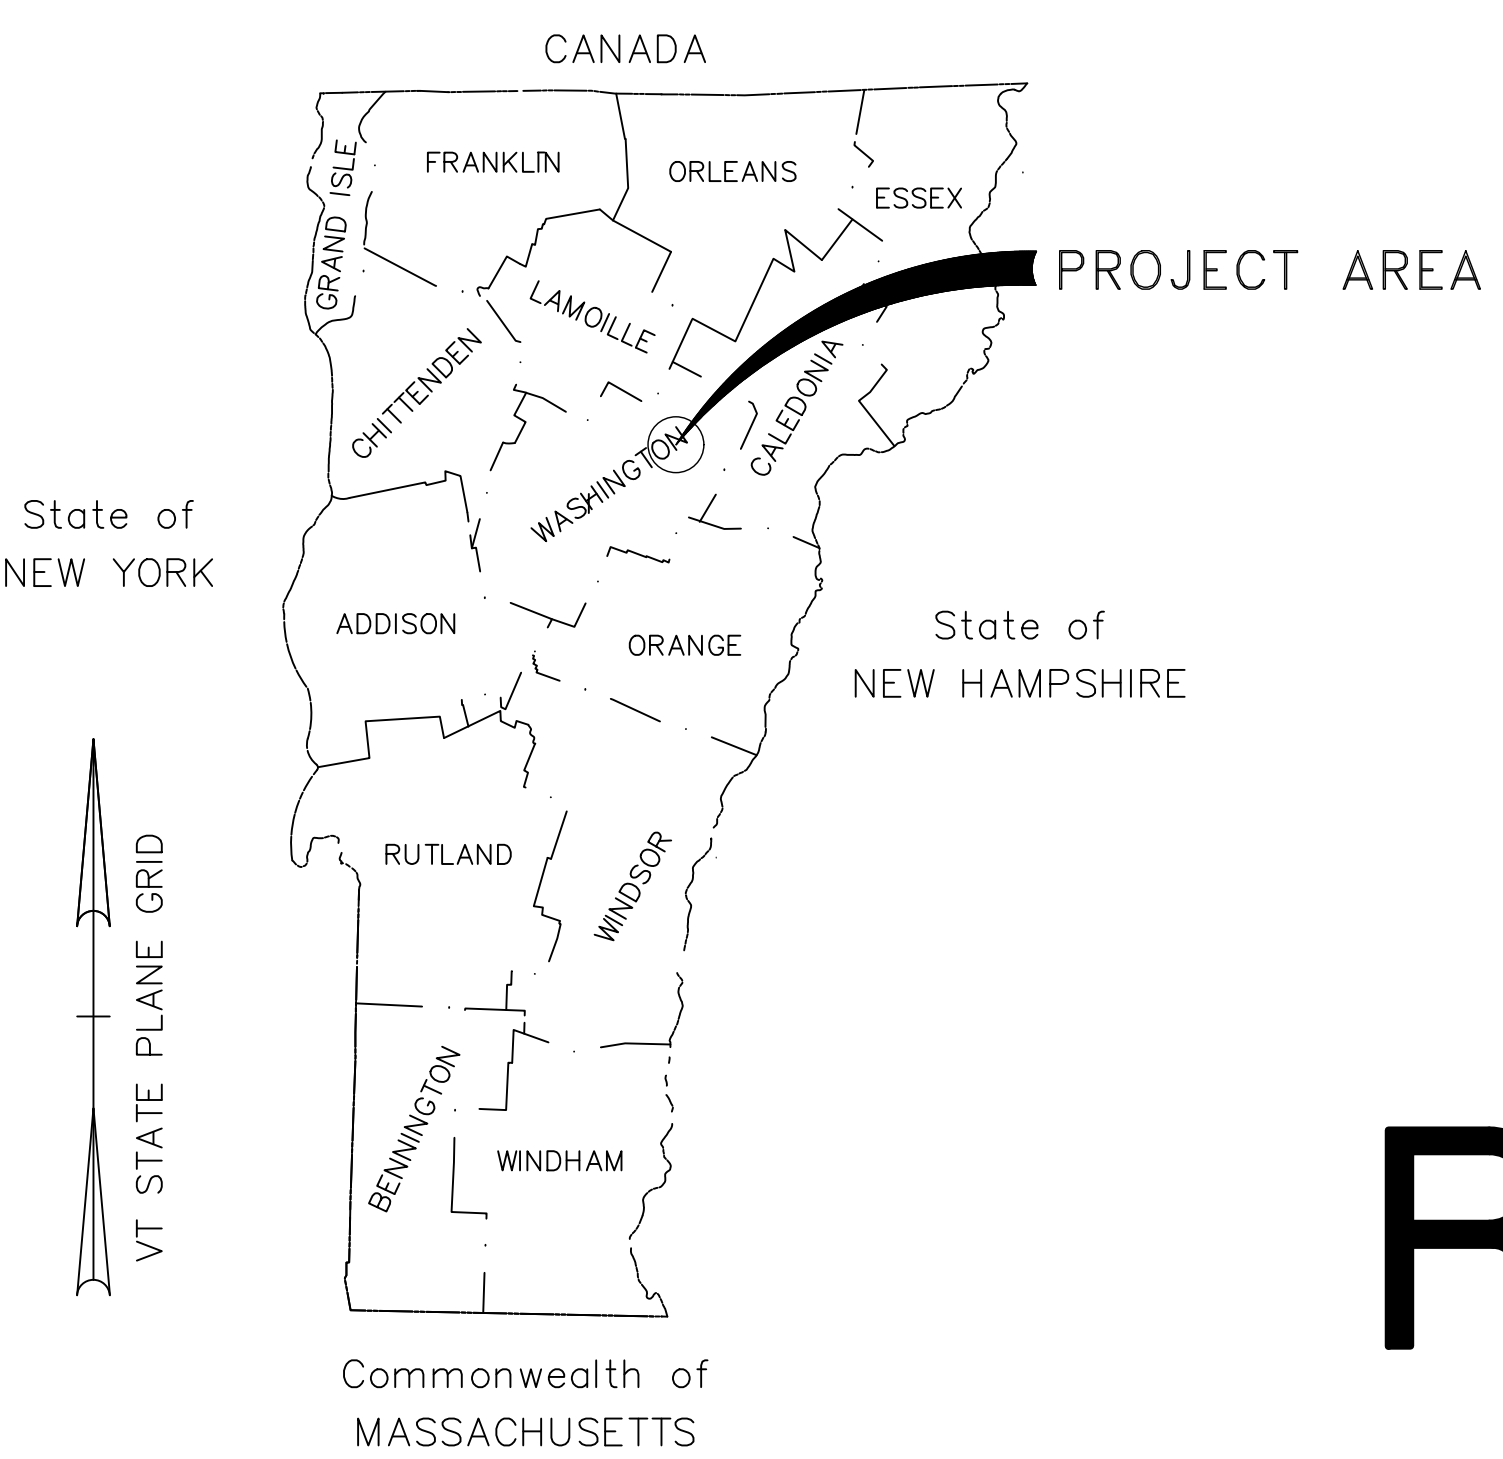 CANADA
FRANKLIN
ORLEANS
ESSEX
GRAND ISLE
PROJECT AREA
LAMOILLE
CHITTENDEN
CALEDONIA
WASHINGTON
State of
NEW YORK
ADDISON
ORANGE
State of
NEW HAMPSHIRE
RUTLAND
WINDSOR
VT STATE PLANE GRID
BENNINGTON
WINDHAM
Commonwealth of
MASSACHUSETTS